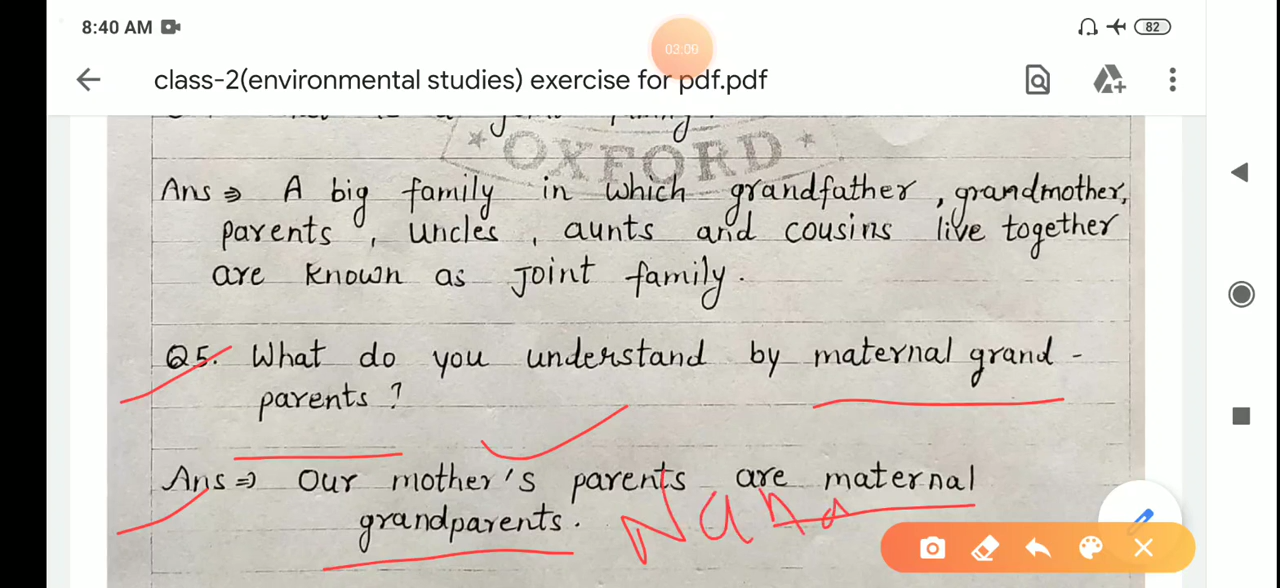 8:40 AM
03:00
82
class-2(environmental studies) exercise for pdf.pdf
OXFORD
Ans ⇒ A big family in which grandfather, grandmother,
parents, uncles, aunts and cousins live together
are known as Joint family.
Q5. What do you understand by maternal grand-
parents?
Ans ⇒ Our mother's parents are maternal
grandparents.
Nana